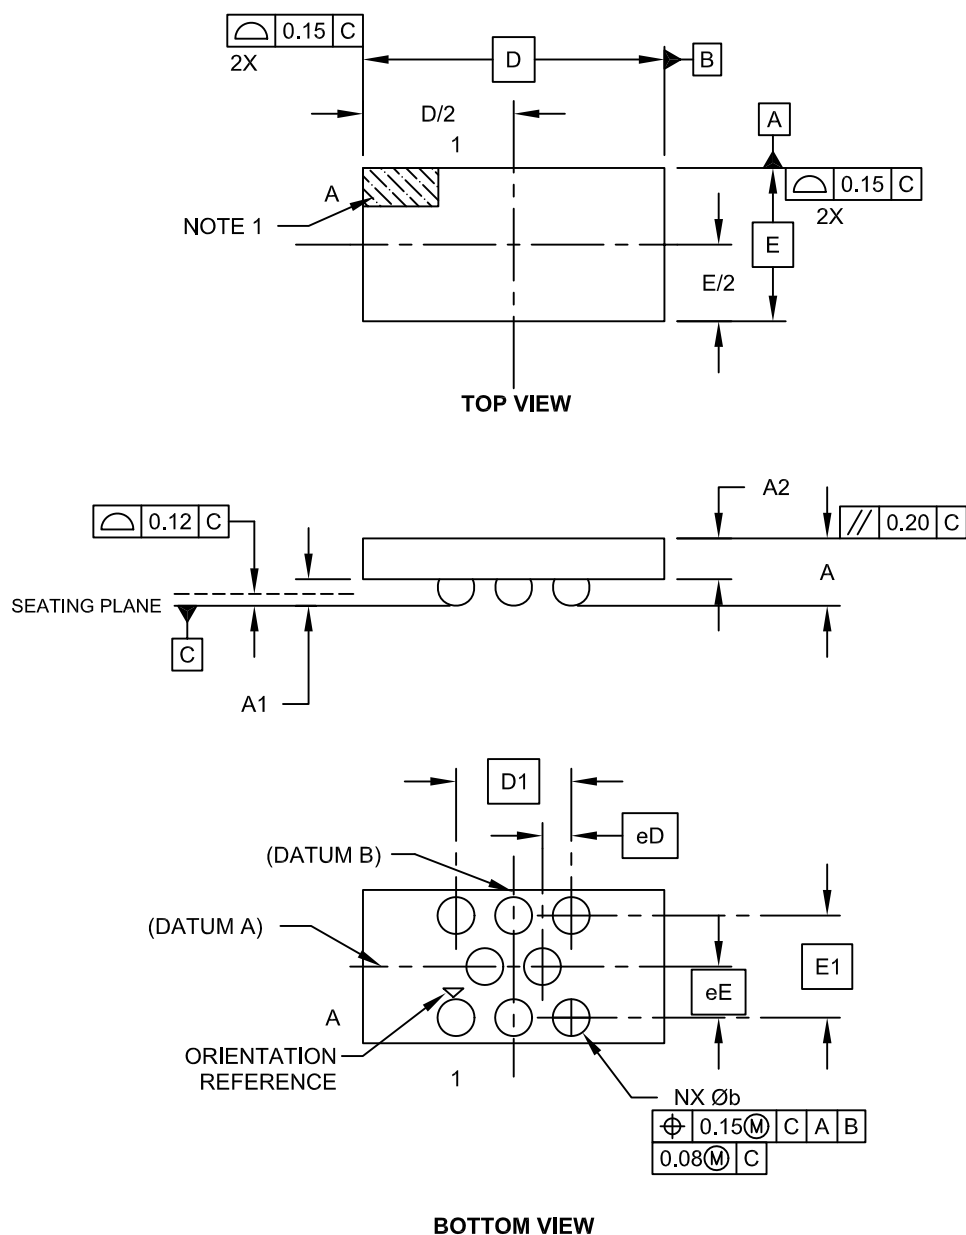 0.15 C
2X
D
B
D/2
1
A
A
0.15 C
2X
NOTE 1
E
E/2
TOP VIEW
A2
0.12 C
0.20 C
A
SEATING PLANE
C
A1
D1
eD
(DATUM B)
(DATUM A)
E1
eE
A
ORIENTATION
REFERENCE
1
NX Øb
⌖ 0.15Ⓜ C A B
0.08Ⓜ C
BOTTOM VIEW